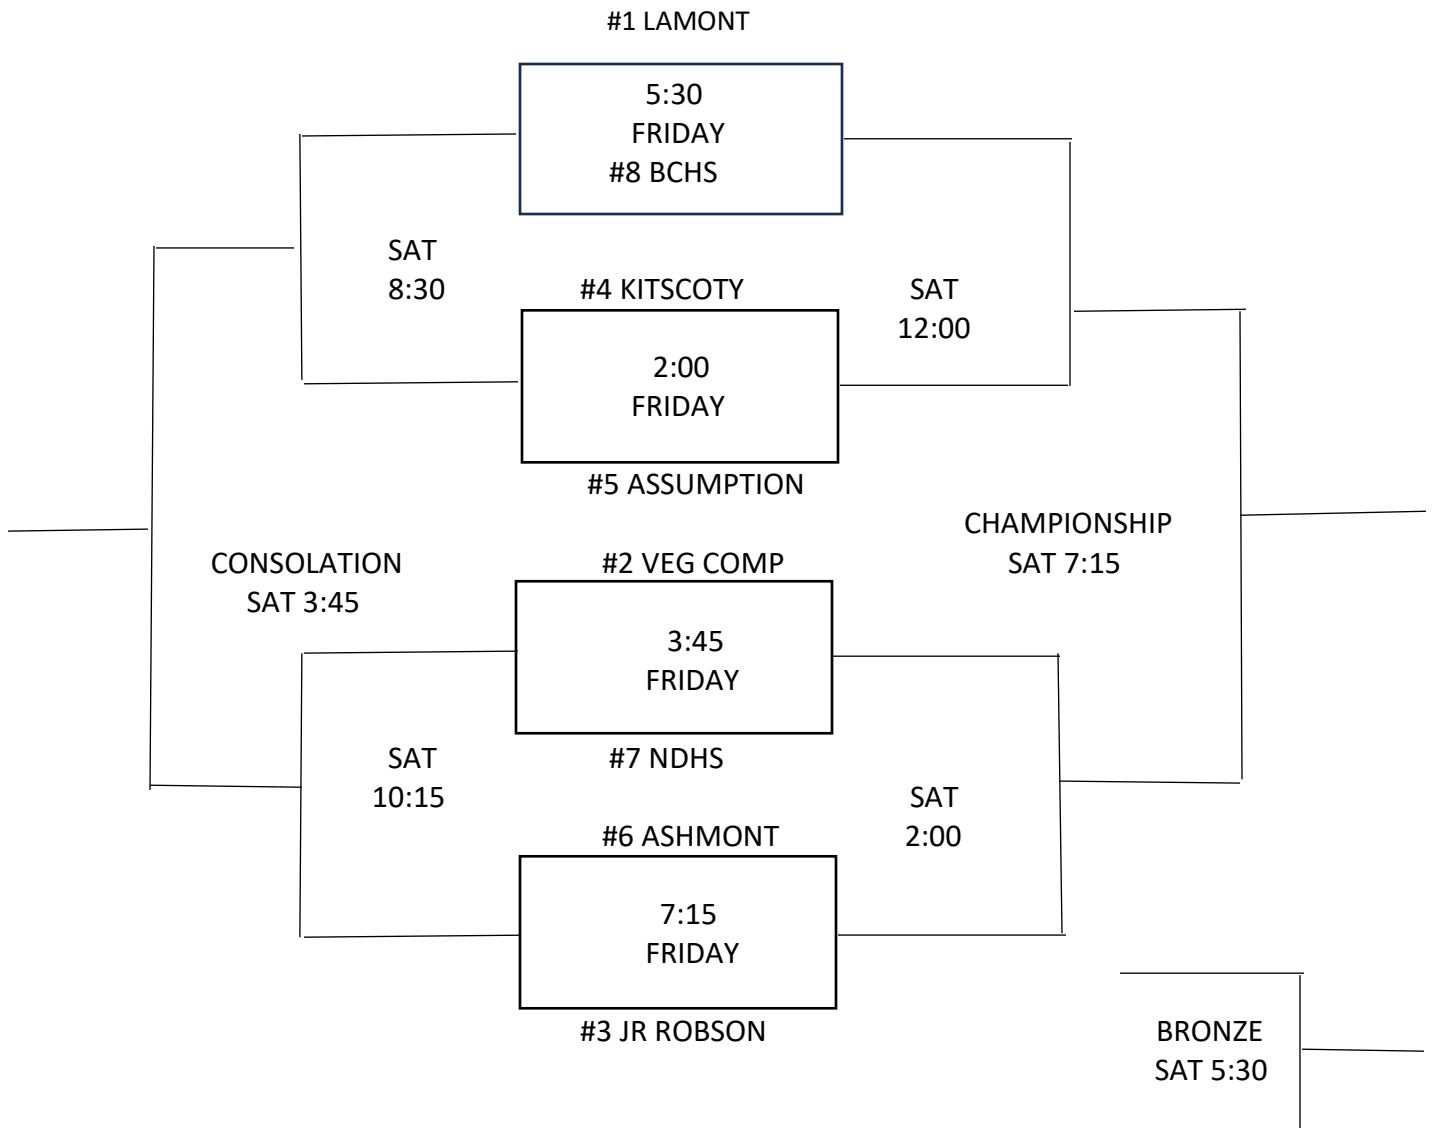 #1 LAMONT
5:30
FRIDAY
#8 BCHS
SAT
8:30
#4 KITSCOTY
SAT
12:00
2:00
FRIDAY
#5 ASSUMPTION
CHAMPIONSHIP
SAT 7:15
CONSOLATION
SAT 3:45
#2 VEG COMP
3:45
FRIDAY
#7 NDHS
SAT
10:15
SAT
2:00
#6 ASHMONT
7:15
FRIDAY
#3 JR ROBSON
BRONZE
SAT 5:30